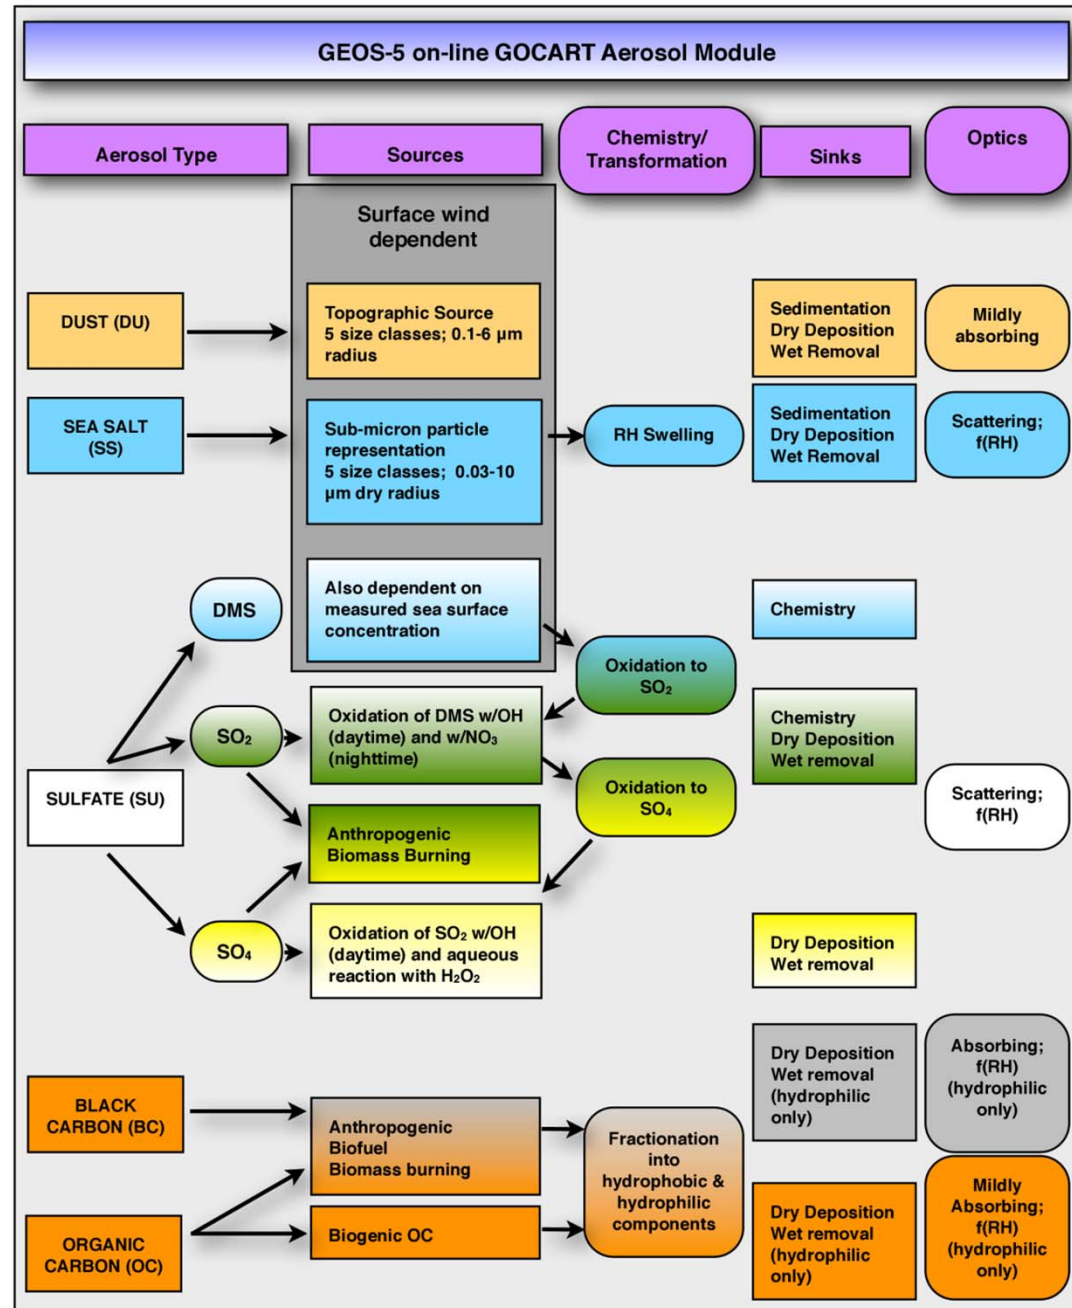 GEOS-5 on-line GOCART Aerosol Module
Aerosol Type
Sources
Chemistry/
Transformation
Sinks
Optics
Surface wind
dependent
DUST (DU)
Topographic Source
5 size classes; 0.1-6 µm
radius
Sedimentation
Dry Deposition
Wet Removal
Mildly
absorbing
SEA SALT
(SS)
Sub-micron particle
representation
5 size classes; 0.03-10
µm dry radius
RH Swelling
Sedimentation
Dry Deposition
Wet Removal
Scattering;
f(RH)
DMS
Also dependent on
measured sea surface
concentration
Chemistry
Oxidation to
SO₂
SO₂
Oxidation of DMS w/OH
(daytime) and w/NO₃
(nighttime)
Chemistry
Dry Deposition
Wet removal
SULFATE (SU)
Oxidation to
SO₄
Scattering;
f(RH)
Anthropogenic
Biomass Burning
SO₄
Oxidation of SO₂ w/OH
(daytime) and aqueous
reaction with H₂O₂
Dry Deposition
Wet removal
BLACK
CARBON (BC)
Anthropogenic
Biofuel
Biomass burning
Fractionation
into
hydrophobic &
hydrophilic
components
Dry Deposition
Wet removal
(hydrophilic
only)
Absorbing;
f(RH)
(hydrophilic
only)
ORGANIC
CARBON (OC)
Biogenic OC
Dry Deposition
Wet removal
(hydrophilic
only)
Mildly
Absorbing;
f(RH)
(hydrophilic
only)